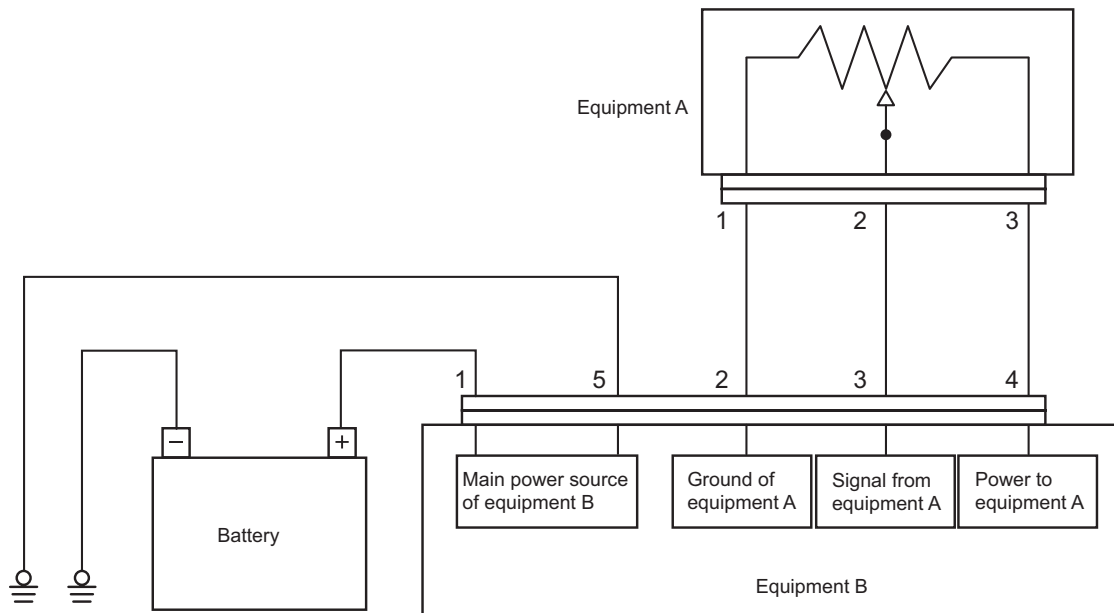 Equipment A
1 2 3
1 5 2 3 4
− +
Main power source
of equipment B
Ground of
equipment A
Signal from
equipment A
Power to
equipment A
Battery
Equipment B